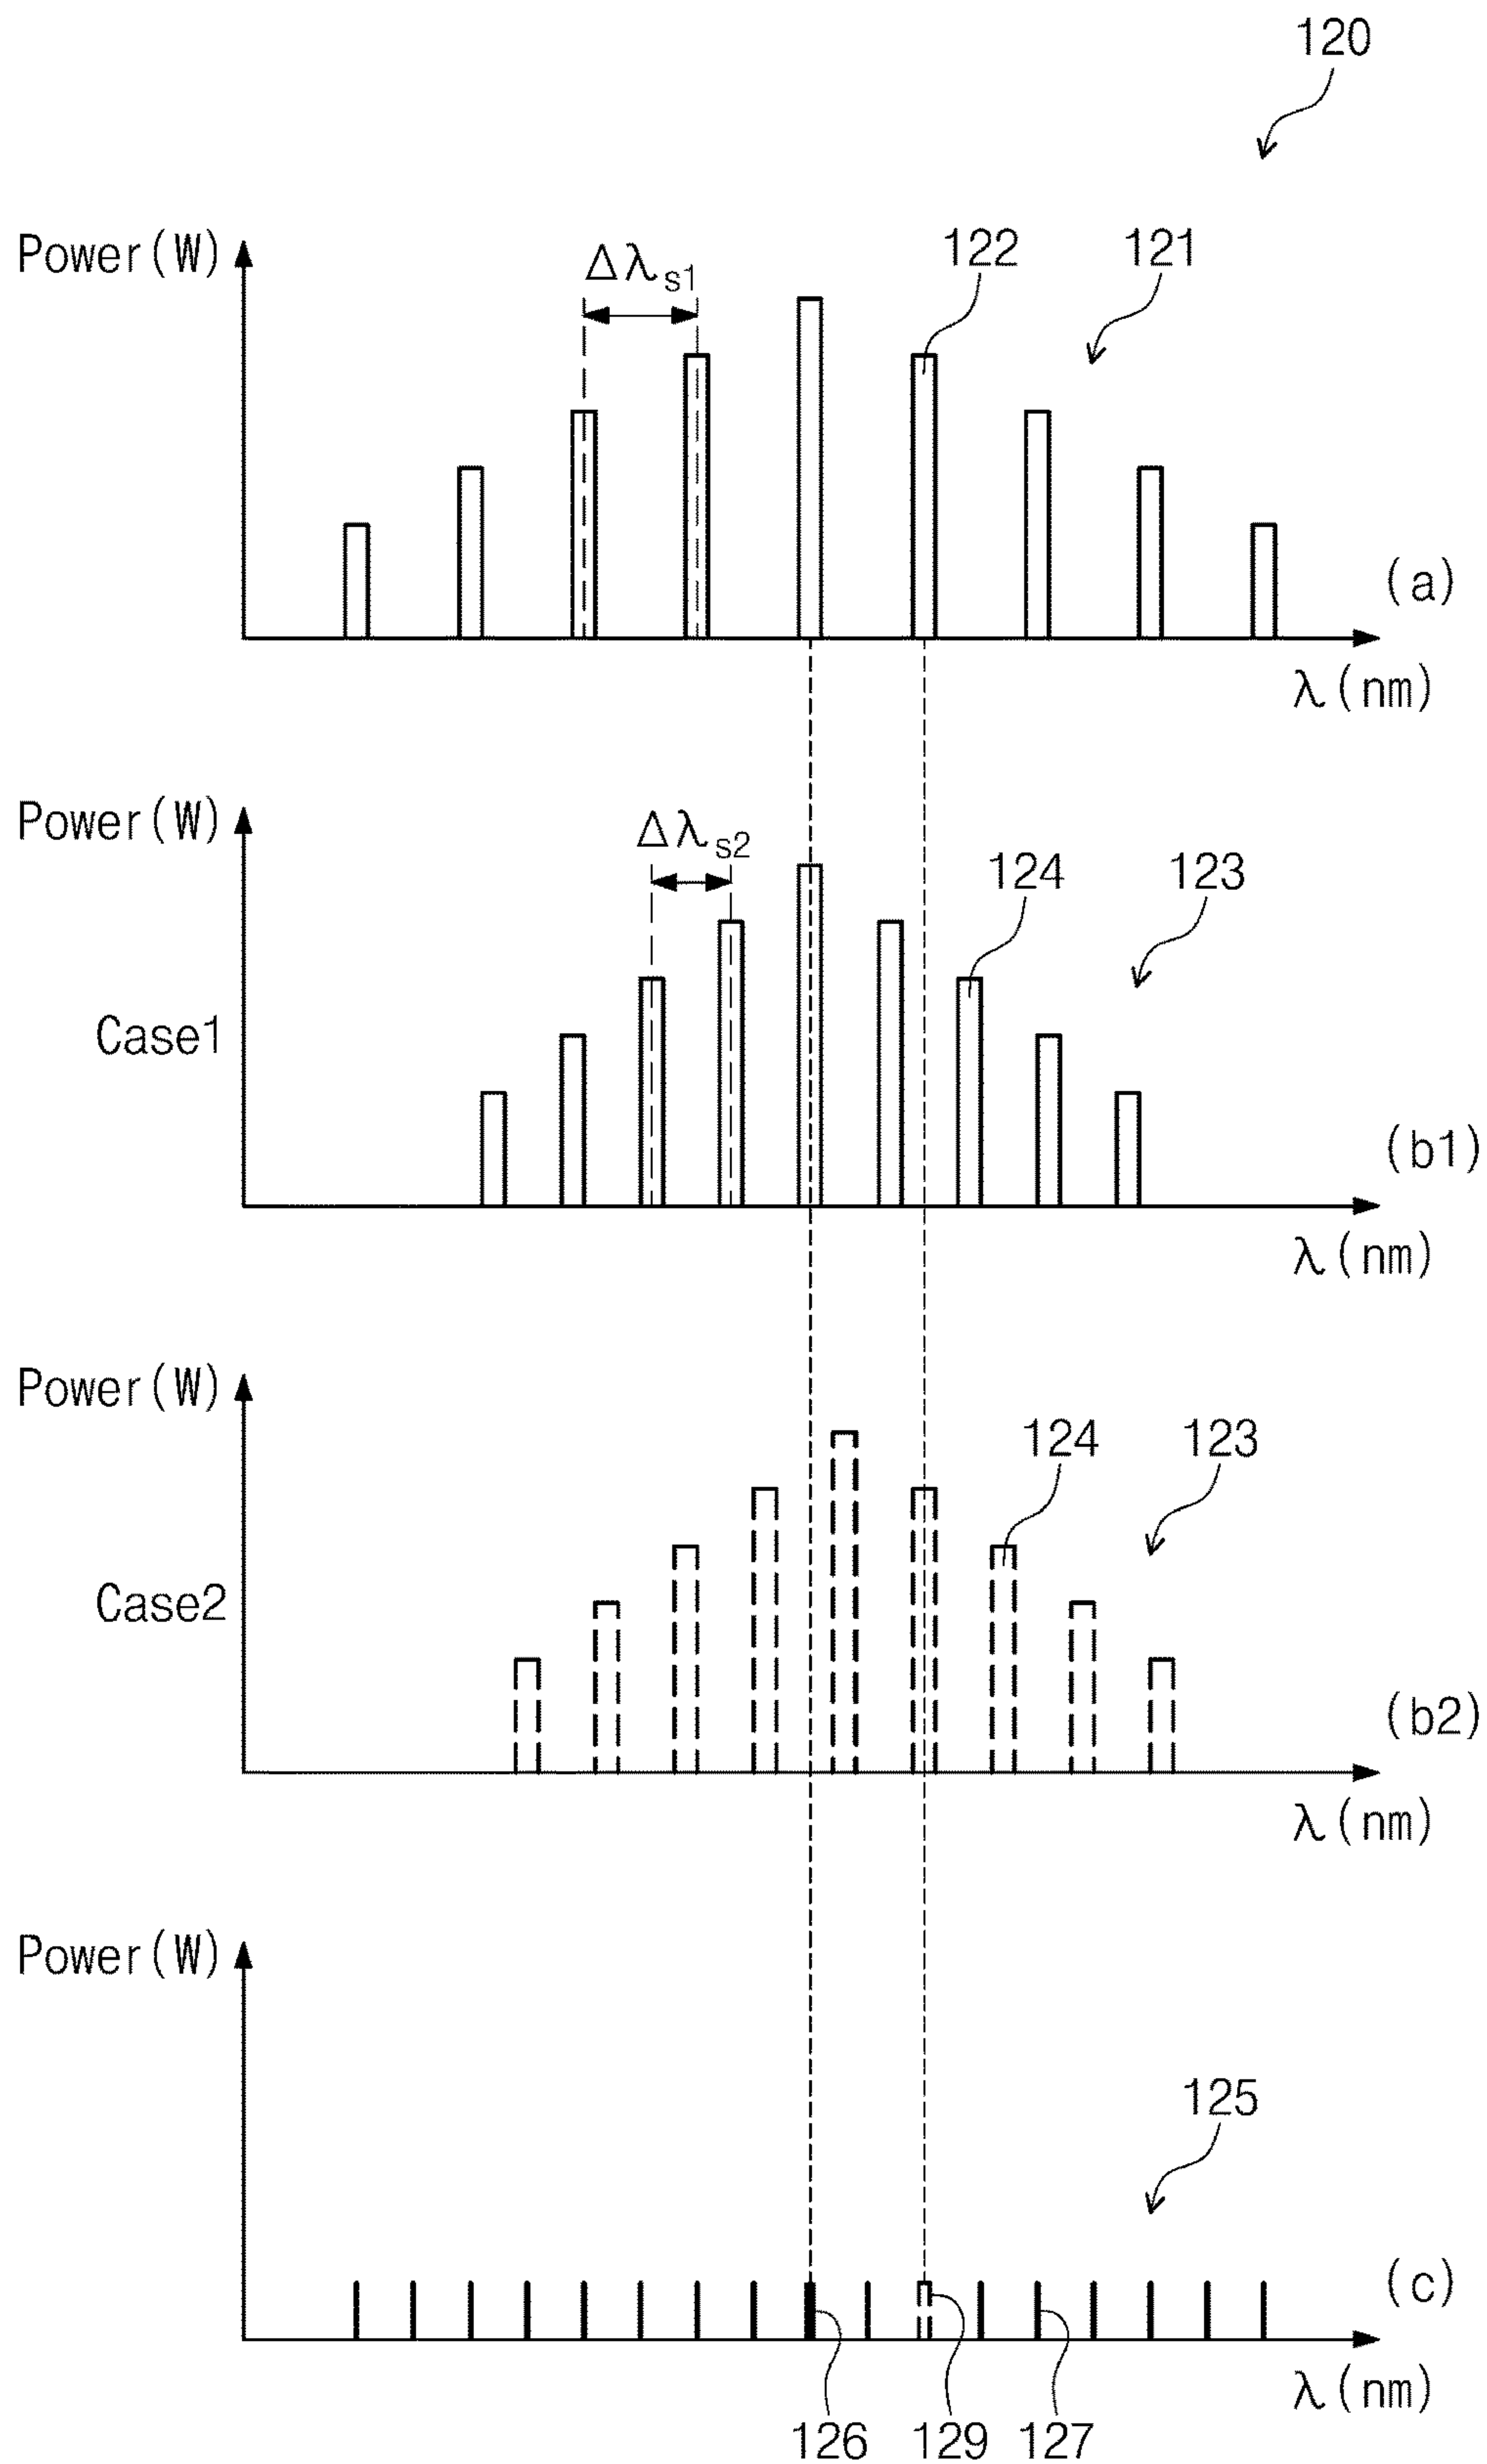 120
Power(W)
Δλs1
122
121
(a)
λ(nm)
Power(W)
Δλs2
124
123
Case1
(b1)
λ(nm)
Power(W)
124
123
Case2
(b2)
λ(nm)
Power(W)
125
(c)
λ(nm)
126
129
127